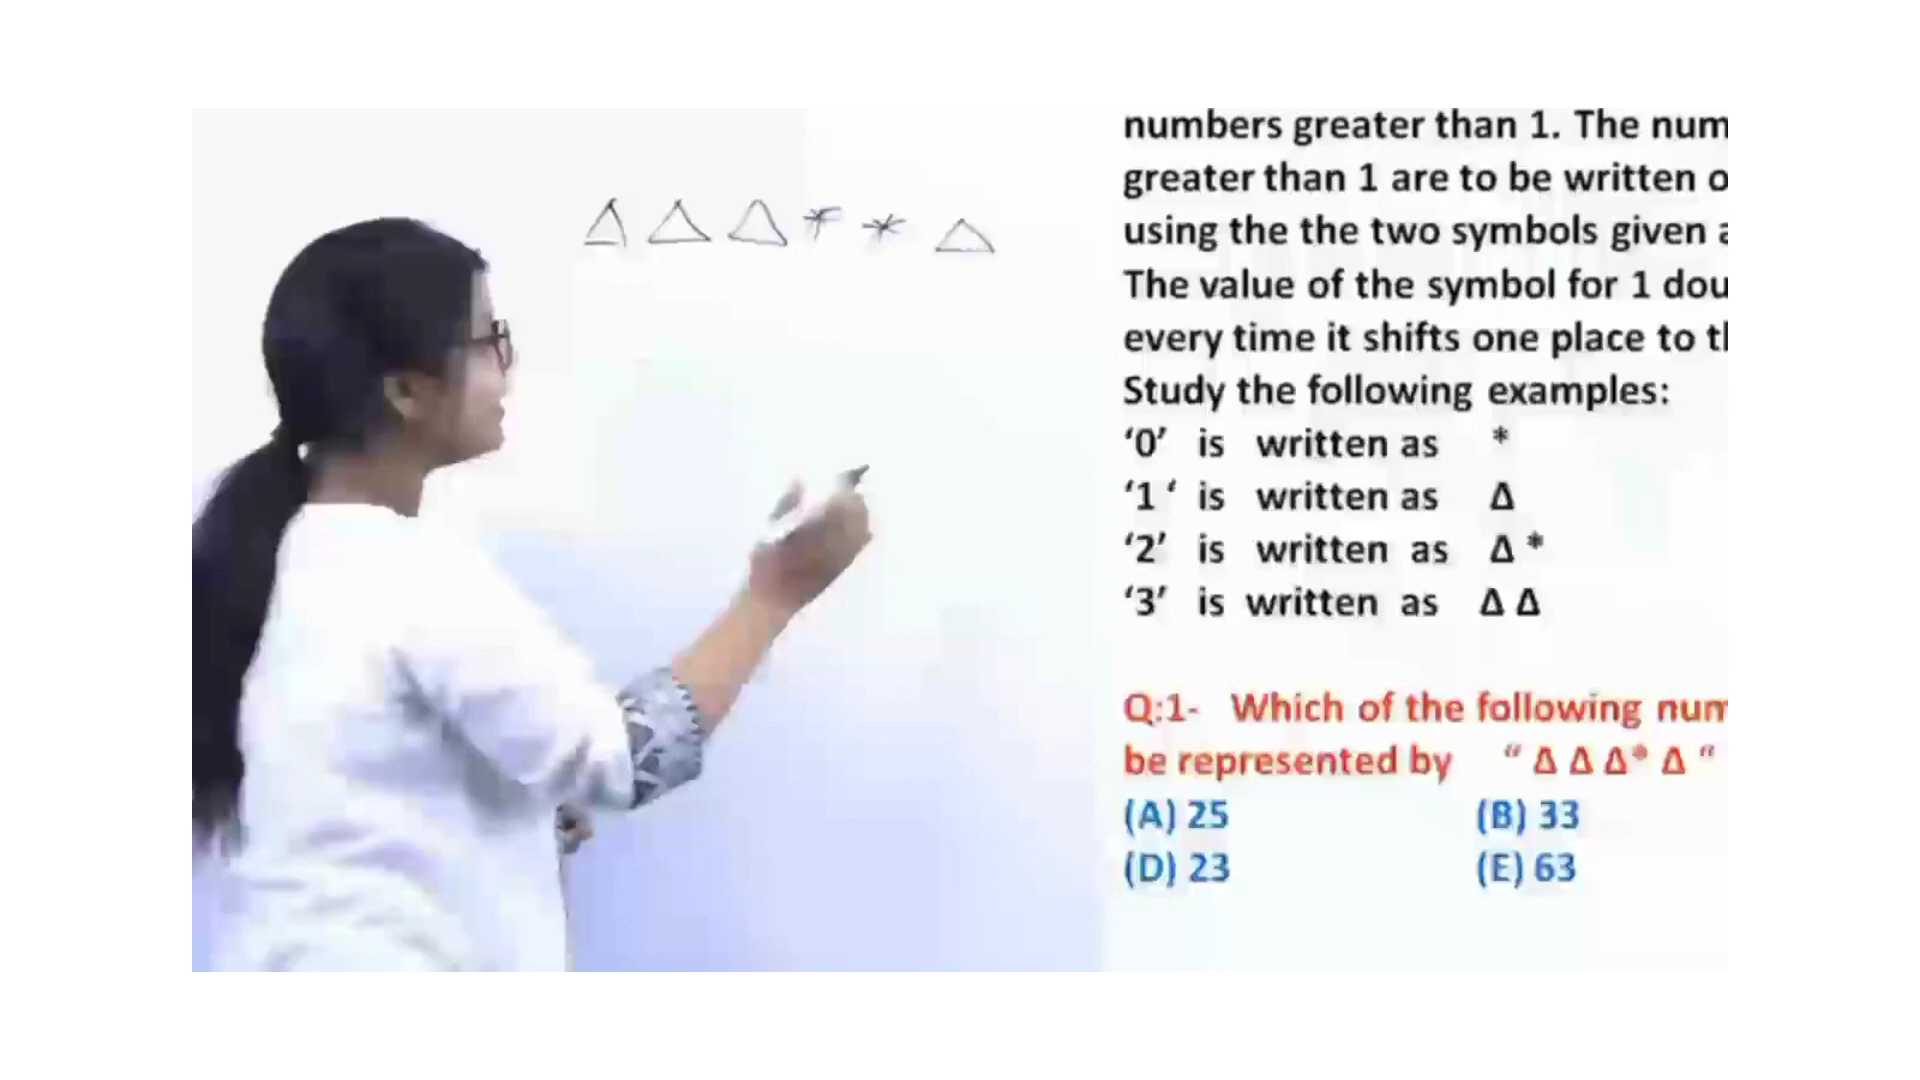 Δ Δ Δ * * Δ
numbers greater than 1. The num
greater than 1 are to be written o
using the the two symbols given a
The value of the symbol for 1 dou
every time it shifts one place to tl
Study the following examples:
‘0’ is written as *
‘1 ‘ is written as Δ
‘2’ is written as Δ *
‘3’ is written as Δ Δ
Q:1- Which of the following num
be represented by “ Δ Δ Δ* Δ “
(A) 25 (B) 33
(D) 23 (E) 63